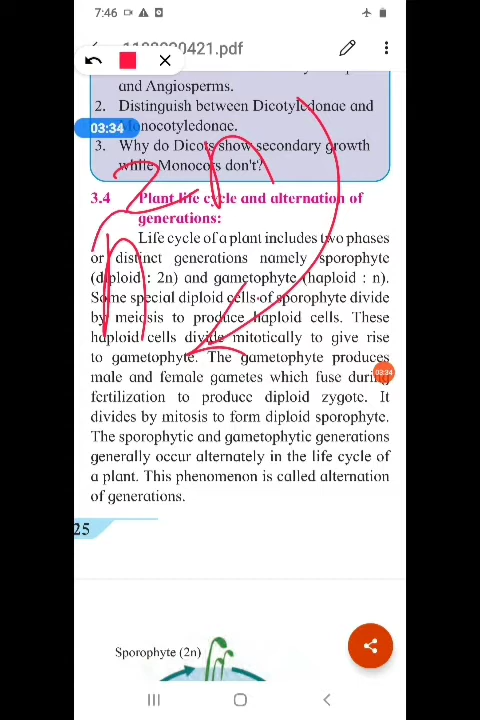 7:46
1188090421.pdf
03:34
and Angiosperms.
2. Distinguish between Dicotyledonae and
Monocotyledonae.
3. Why do Dicots show secondary growth
while Monocots don't?
3.4 Plant life cycle and alternation of
generations:
Life cycle of a plant includes two phases
or distinct generations namely sporophyte
(diploid : 2n) and gametophyte (haploid : n).
Some special diploid cells of sporophyte divide
by meiosis to produce haploid cells. These
haploid cells divide mitotically to give rise
to gametophyte. The gametophyte produces
male and female gametes which fuse during
fertilization to produce diploid zygote. It
divides by mitosis to form diploid sporophyte.
The sporophytic and gametophytic generations
generally occur alternately in the life cycle of
a plant. This phenomenon is called alternation
of generations.
2n
n
03:34
25
Sporophyte (2n)